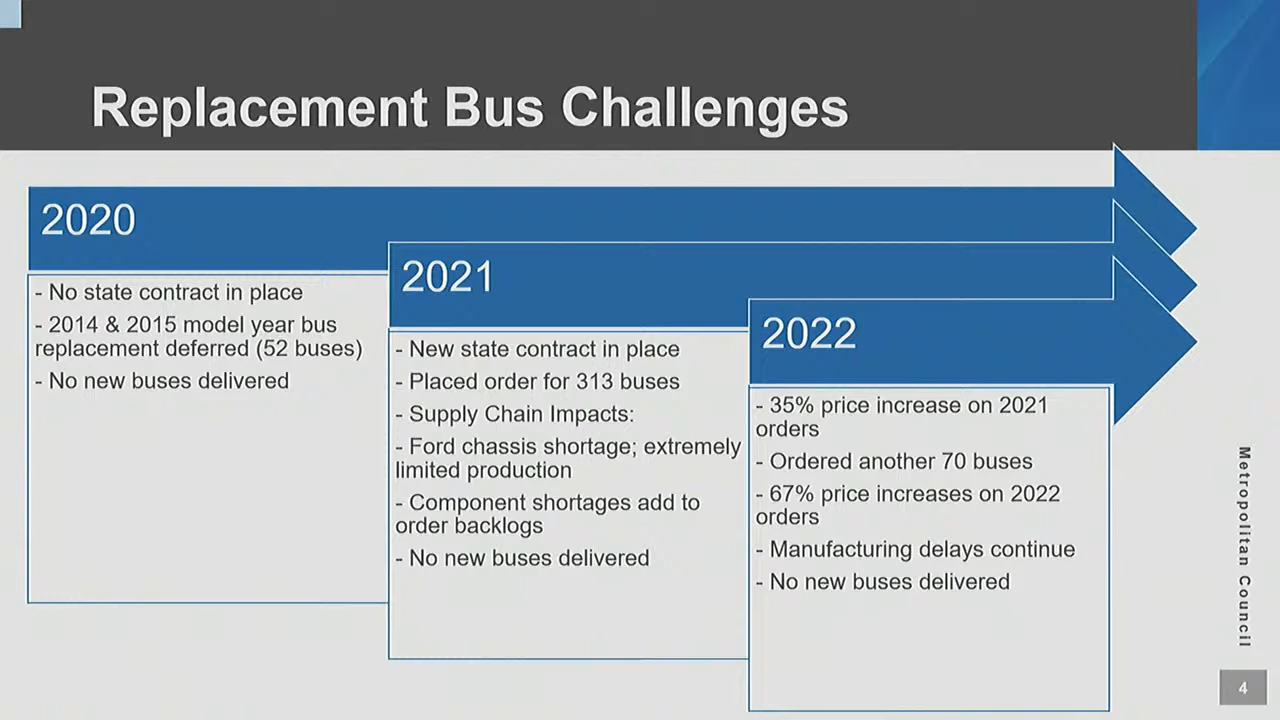 Replacement Bus Challenges
2020
- No state contract in place
- 2014 & 2015 model year bus
replacement deferred (52 buses)
- No new buses delivered
2021
- New state contract in place
- Placed order for 313 buses
- Supply Chain Impacts:
- Ford chassis shortage; extremely
limited production
- Component shortages add to
order backlogs
- No new buses delivered
2022
- 35% price increase on 2021
orders
- Ordered another 70 buses
- 67% price increases on 2022
orders
- Manufacturing delays continue
- No new buses delivered
Metropolitan Council
4